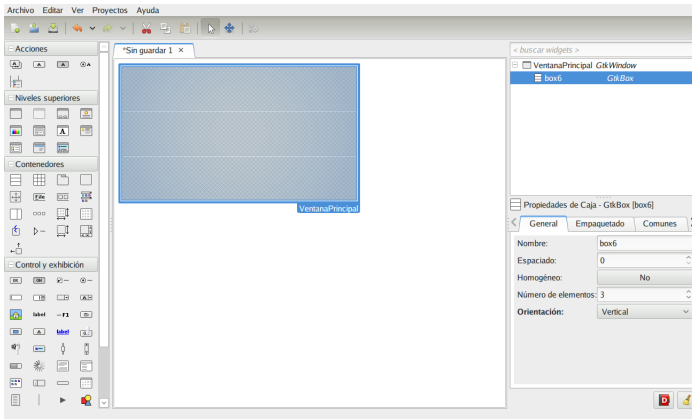 Archivo Editar Ver Proyectos Ayuda
Acciones
Niveles superiores
Contenedores
Control y exhibición
*Sin guardar 1 ×
VentanaPrincipal
< buscar widgets >
VentanaPrincipal GtkWindow
box6 GtkBox
Propiedades de Caja - GtkBox [box6]
General Empaquetado Comunes
Nombre: box6
Espaciado: 0
Homogéneo: No
Número de elementos: 3
Orientación: Vertical